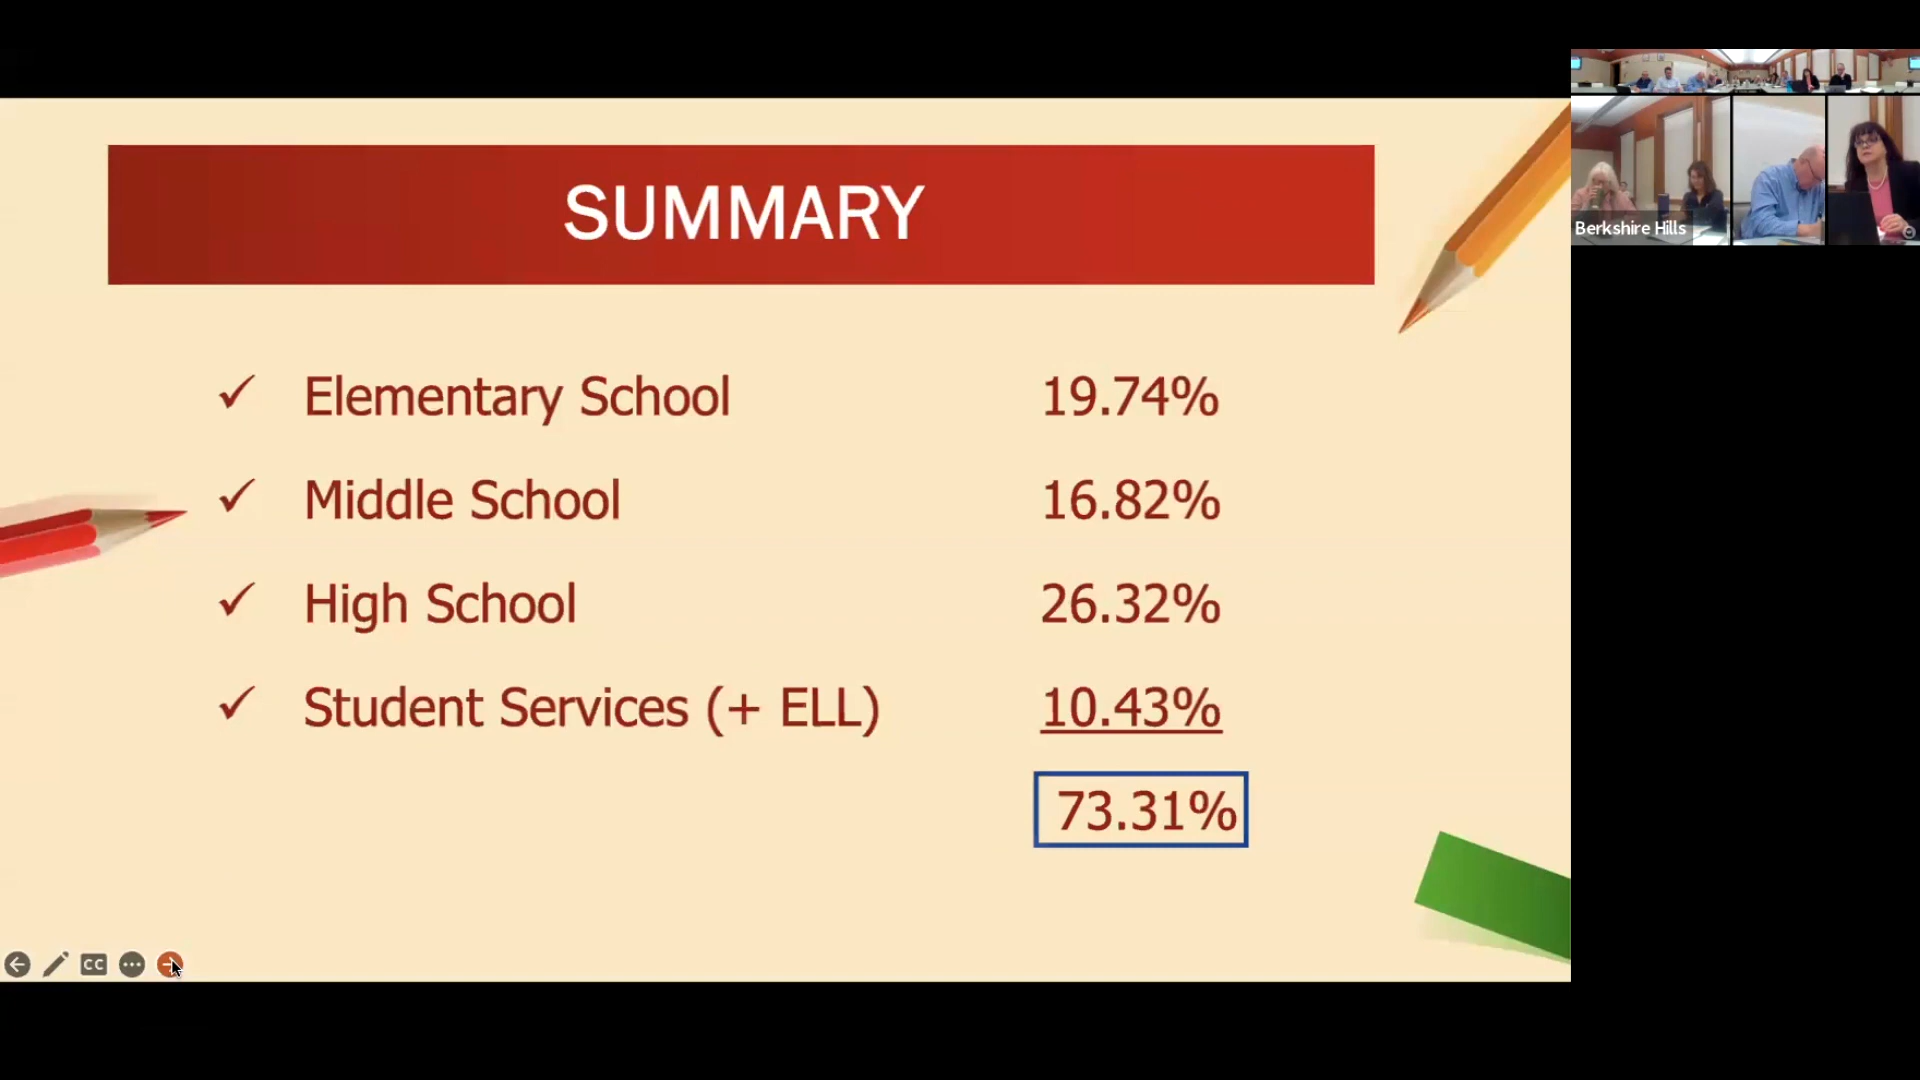 SUMMARY
✓ Elementary School 19.74%
✓ Middle School 16.82%
✓ High School 26.32%
✓ Student Services (+ ELL) 10.43%
73.31%
Berkshire Hills
CC